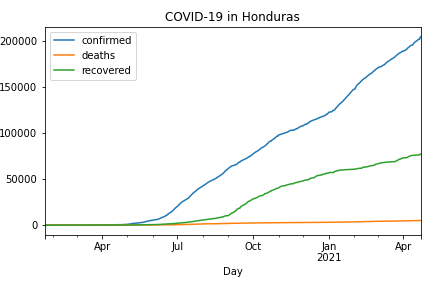 COVID-19 in Honduras
confirmed
deaths
recovered
200000
150000
100000
50000
0
Apr
Jul
Oct
Jan
2021
Apr
Day